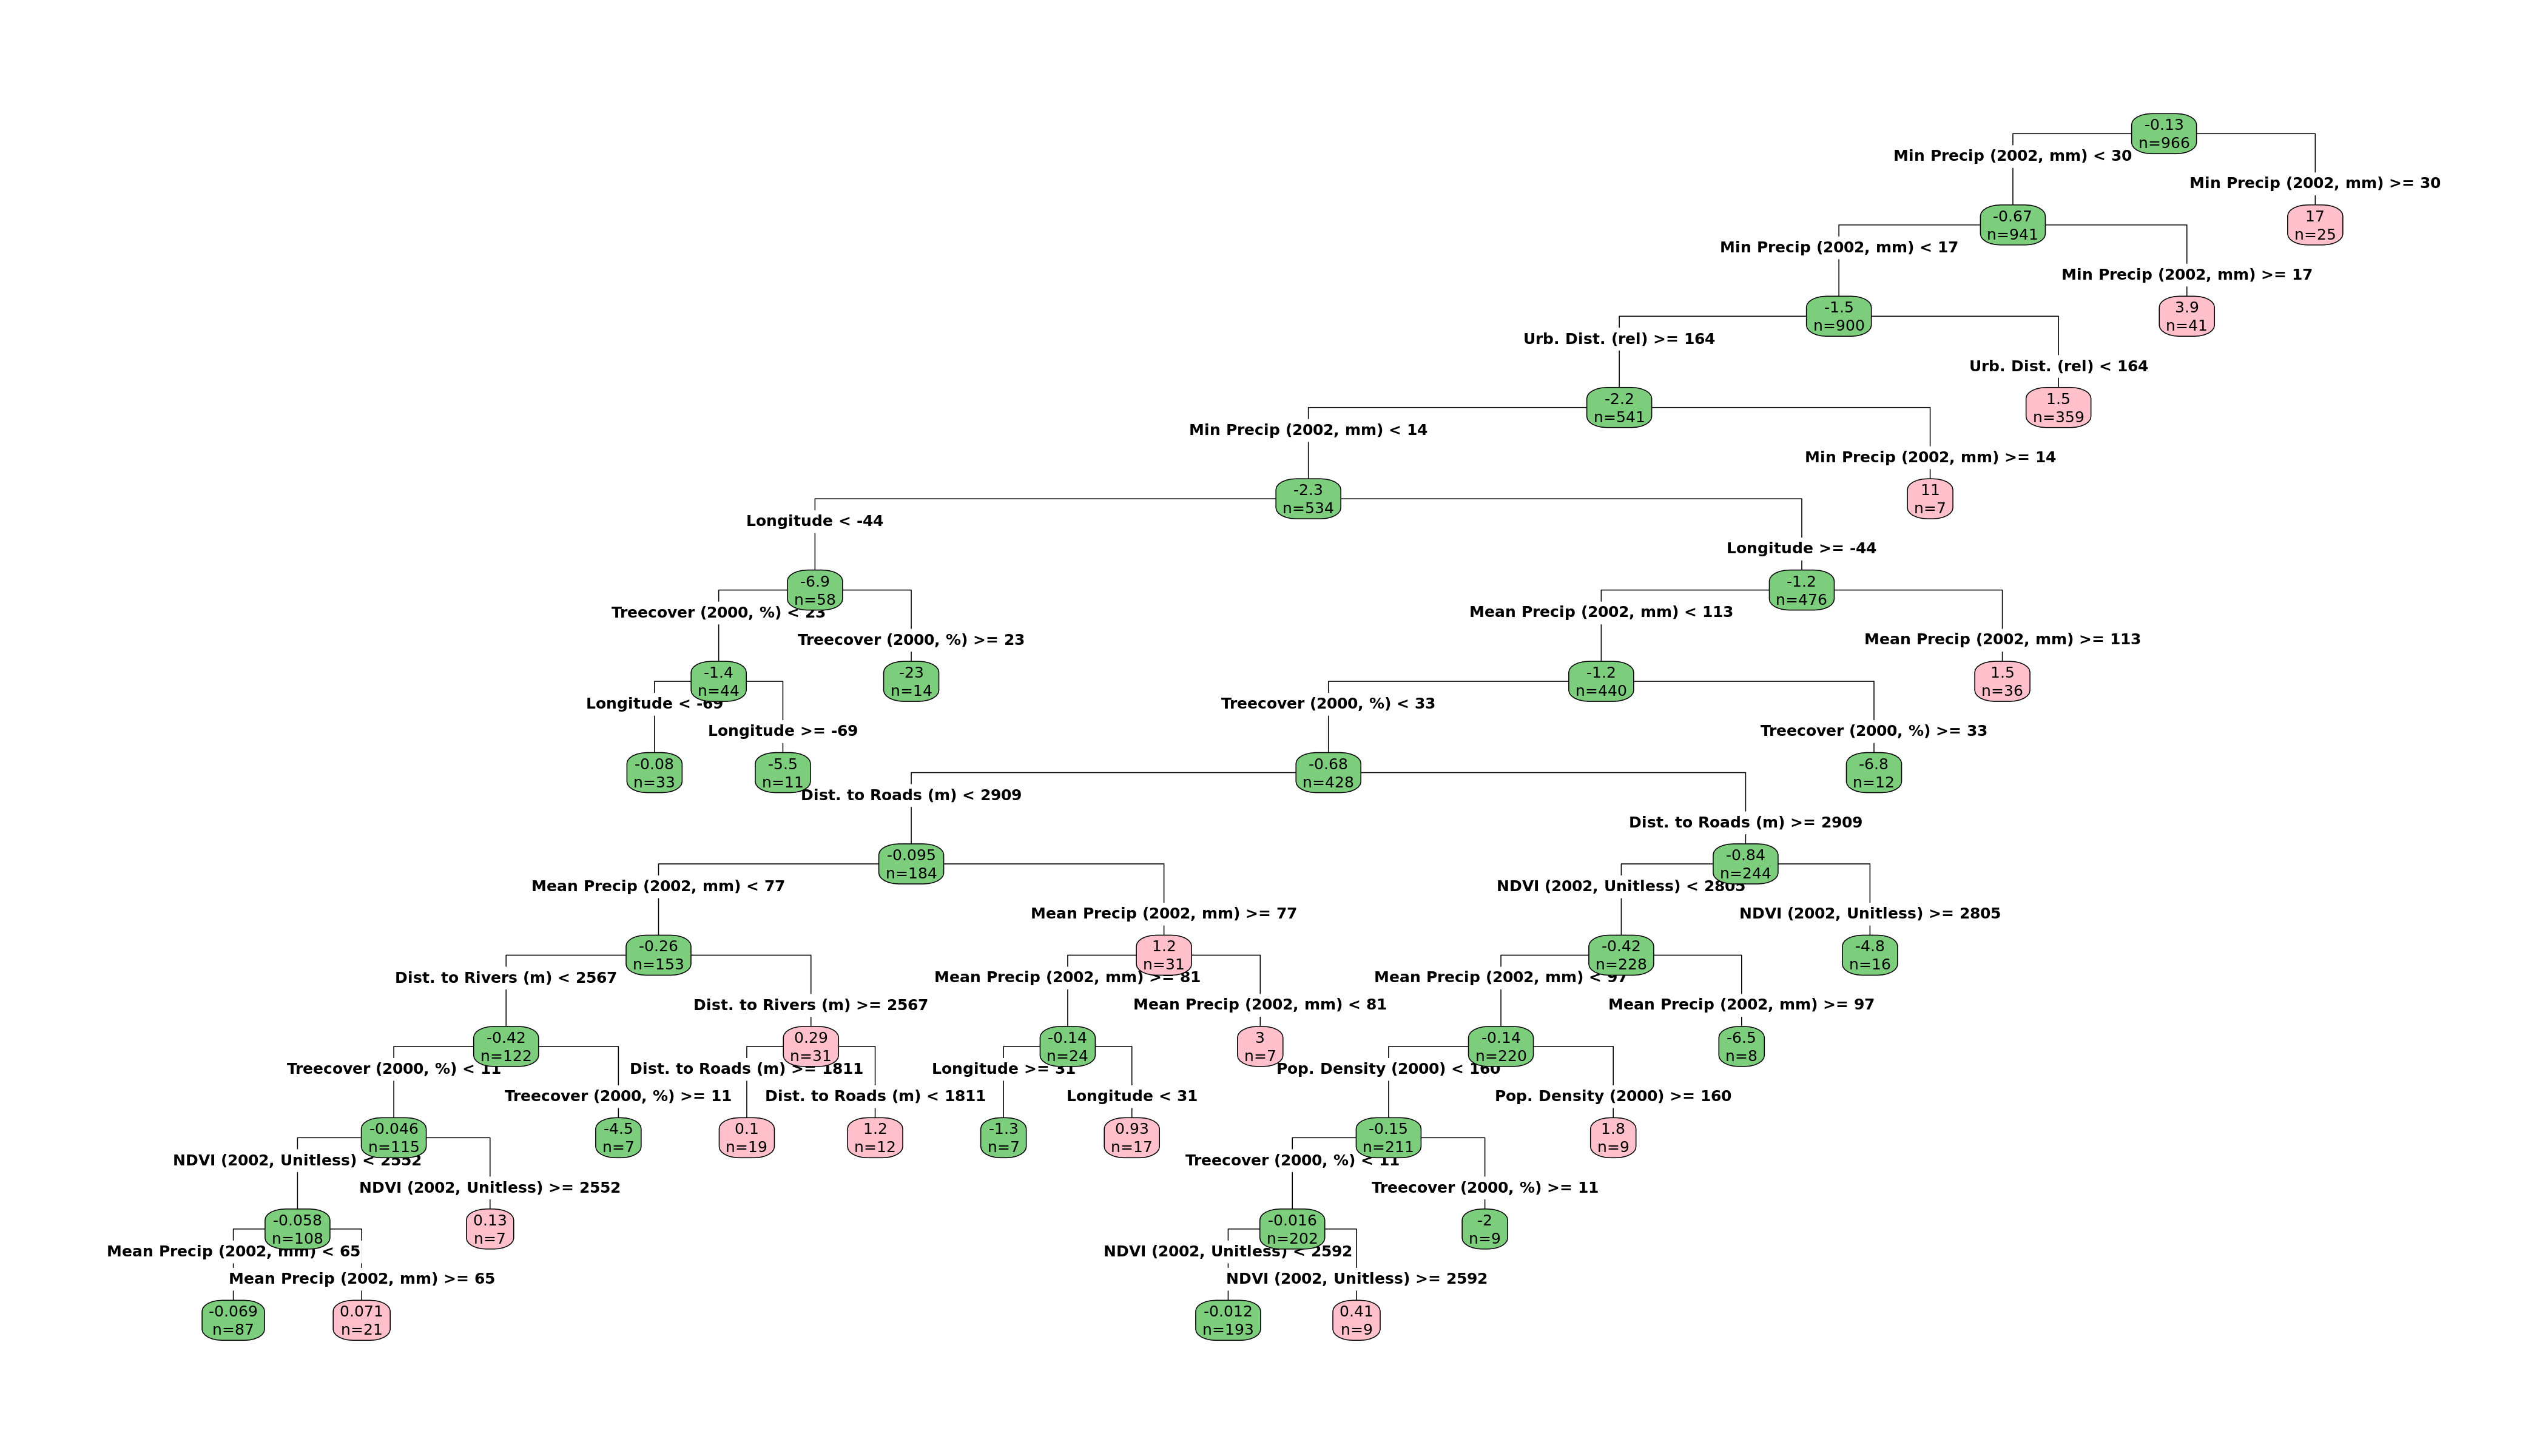 -0.13
n=966
Min Precip (2002, mm) < 30
Min Precip (2002, mm) >= 30
-0.67
n=941
17
n=25
Min Precip (2002, mm) < 17
Min Precip (2002, mm) >= 17
-1.5
n=900
3.9
n=41
Urb. Dist. (rel) >= 164
Urb. Dist. (rel) < 164
-2.2
n=541
1.5
n=359
Min Precip (2002, mm) < 14
Min Precip (2002, mm) >= 14
-2.3
n=534
11
n=7
Longitude < -44
Longitude >= -44
-6.9
n=58
-1.2
n=476
Treecover (2000, %) < 23
Mean Precip (2002, mm) < 113
Treecover (2000, %) >= 23
Mean Precip (2002, mm) >= 113
-1.4
n=44
-23
n=14
-1.2
n=440
1.5
n=36
Longitude < -69
Treecover (2000, %) < 33
Longitude >= -69
Treecover (2000, %) >= 33
-0.08
n=33
-5.5
n=11
-0.68
n=428
-6.8
n=12
Dist. to Roads (m) < 2909
Dist. to Roads (m) >= 2909
-0.095
n=184
-0.84
n=244
Mean Precip (2002, mm) < 77
NDVI (2002, Unitless) < 2805
Mean Precip (2002, mm) >= 77
NDVI (2002, Unitless) >= 2805
-0.26
n=153
1.2
n=31
-0.42
n=228
-4.8
n=16
Dist. to Rivers (m) < 2567
Mean Precip (2002, mm) >= 81
Mean Precip (2002, mm) < 97
Dist. to Rivers (m) >= 2567
Mean Precip (2002, mm) < 81
Mean Precip (2002, mm) >= 97
-0.42
n=122
0.29
n=31
-0.14
n=24
3
n=7
-0.14
n=220
-6.5
n=8
Treecover (2000, %) < 11
Dist. to Roads (m) >= 1811
Longitude >= 31
Pop. Density (2000) < 160
Treecover (2000, %) >= 11
Dist. to Roads (m) < 1811
Longitude < 31
Pop. Density (2000) >= 160
-0.046
n=115
-4.5
n=7
0.1
n=19
1.2
n=12
-1.3
n=7
0.93
n=17
-0.15
n=211
1.8
n=9
NDVI (2002, Unitless) < 2552
Treecover (2000, %) < 11
NDVI (2002, Unitless) >= 2552
Treecover (2000, %) >= 11
-0.058
n=108
0.13
n=7
-0.016
n=202
-2
n=9
Mean Precip (2002, mm) < 65
NDVI (2002, Unitless) < 2592
Mean Precip (2002, mm) >= 65
NDVI (2002, Unitless) >= 2592
-0.069
n=87
0.071
n=21
-0.012
n=193
0.41
n=9